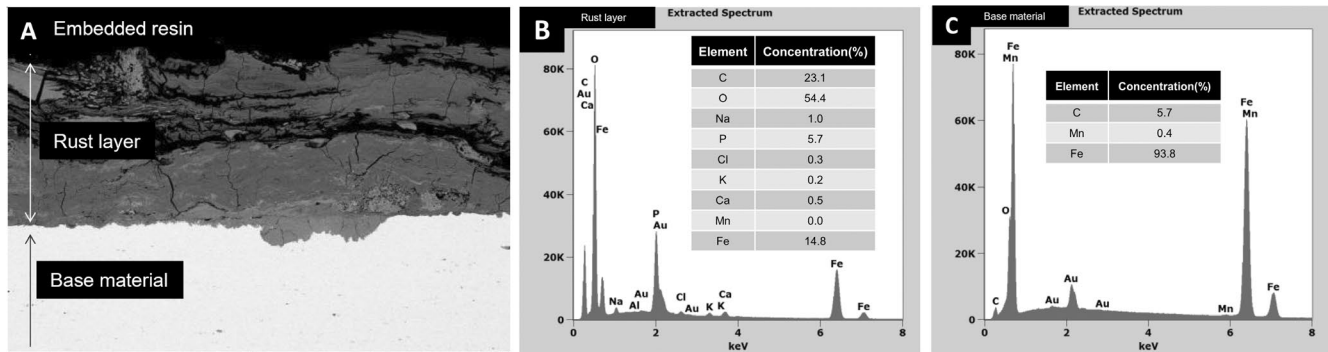 A
Embedded resin
Rust layer
Base material
B
Rust layer
Extracted Spectrum
80K
60K
40K
20K
0
0
2
4
6
8
keV
C
Au
Ca
O
Fe
Na
Al
Au
P
Au
Cl
Au
K
Ca
K
Fe
Fe
Element Concentration(%)
C 23.1
O 54.4
Na 1.0
P 5.7
Cl 0.3
K 0.2
Ca 0.5
Mn 0.0
Fe 14.8
C
Base material
Extracted Spectrum
80K
60K
40K
20K
0
0
2
4
6
8
keV
Fe
Mn
O
C
Au
Au
Au
Mn
Fe
Mn
Fe
Element Concentration(%)
C 5.7
Mn 0.4
Fe 93.8